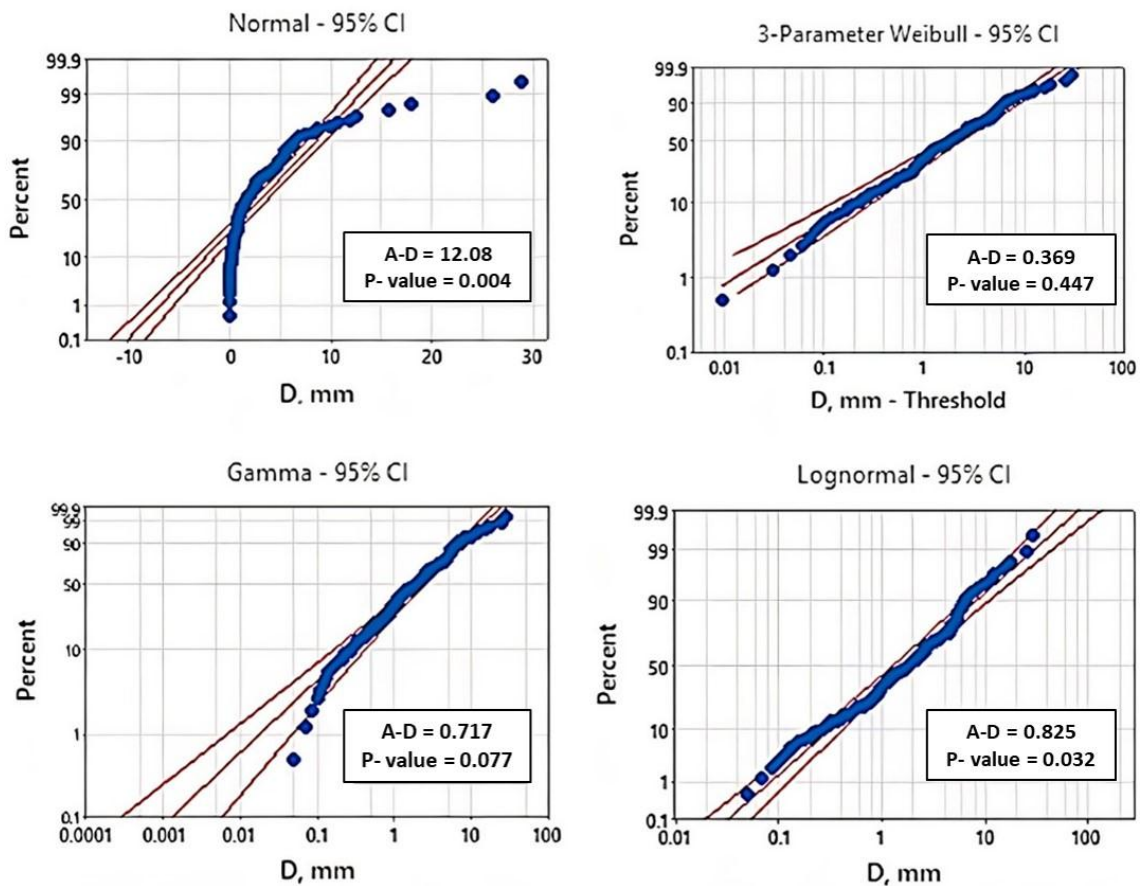 Normal - 95% CI
99.9
99
90
50
10
1
0.1
Percent
A-D = 12.08
P- value = 0.004
-10 0 10 20 30
D, mm
3-Parameter Weibull - 95% CI
99.9
90
50
10
1
0.1
Percent
A-D = 0.369
P- value = 0.447
0.01 0.1 1 10 100
D, mm - Threshold
Gamma - 95% CI
99.9
99
90
50
10
1
0.1
Percent
A-D = 0.717
P- value = 0.077
0.0001 0.001 0.01 0.1 1 10 100
D, mm
Lognormal - 95% CI
99.9
99
90
50
10
1
0.1
Percent
A-D = 0.825
P- value = 0.032
0.01 0.1 1 10 100
D, mm